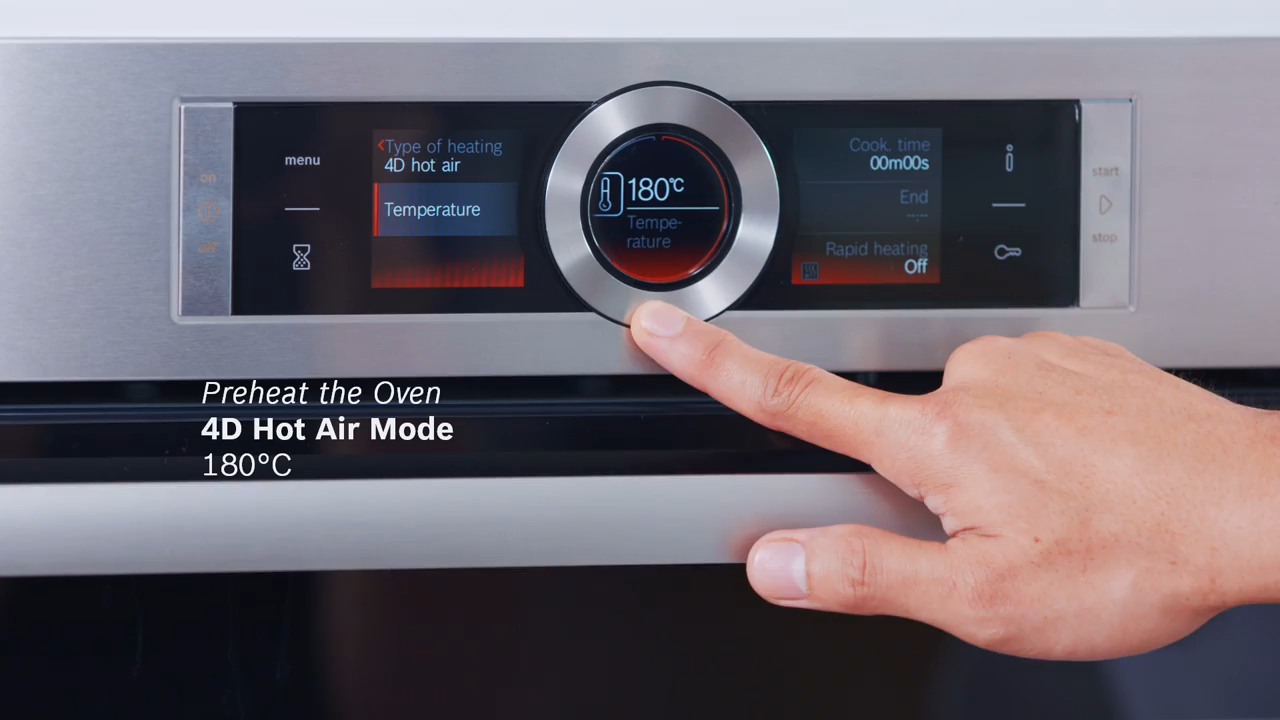 menu
on
off
Type of heating
4D hot air
Temperature
180°C
Tempe-
rature
Cook. time
00m00s
End
--:--
Rapid heating
Off
start
stop
Preheat the Oven
4D Hot Air Mode
180°C